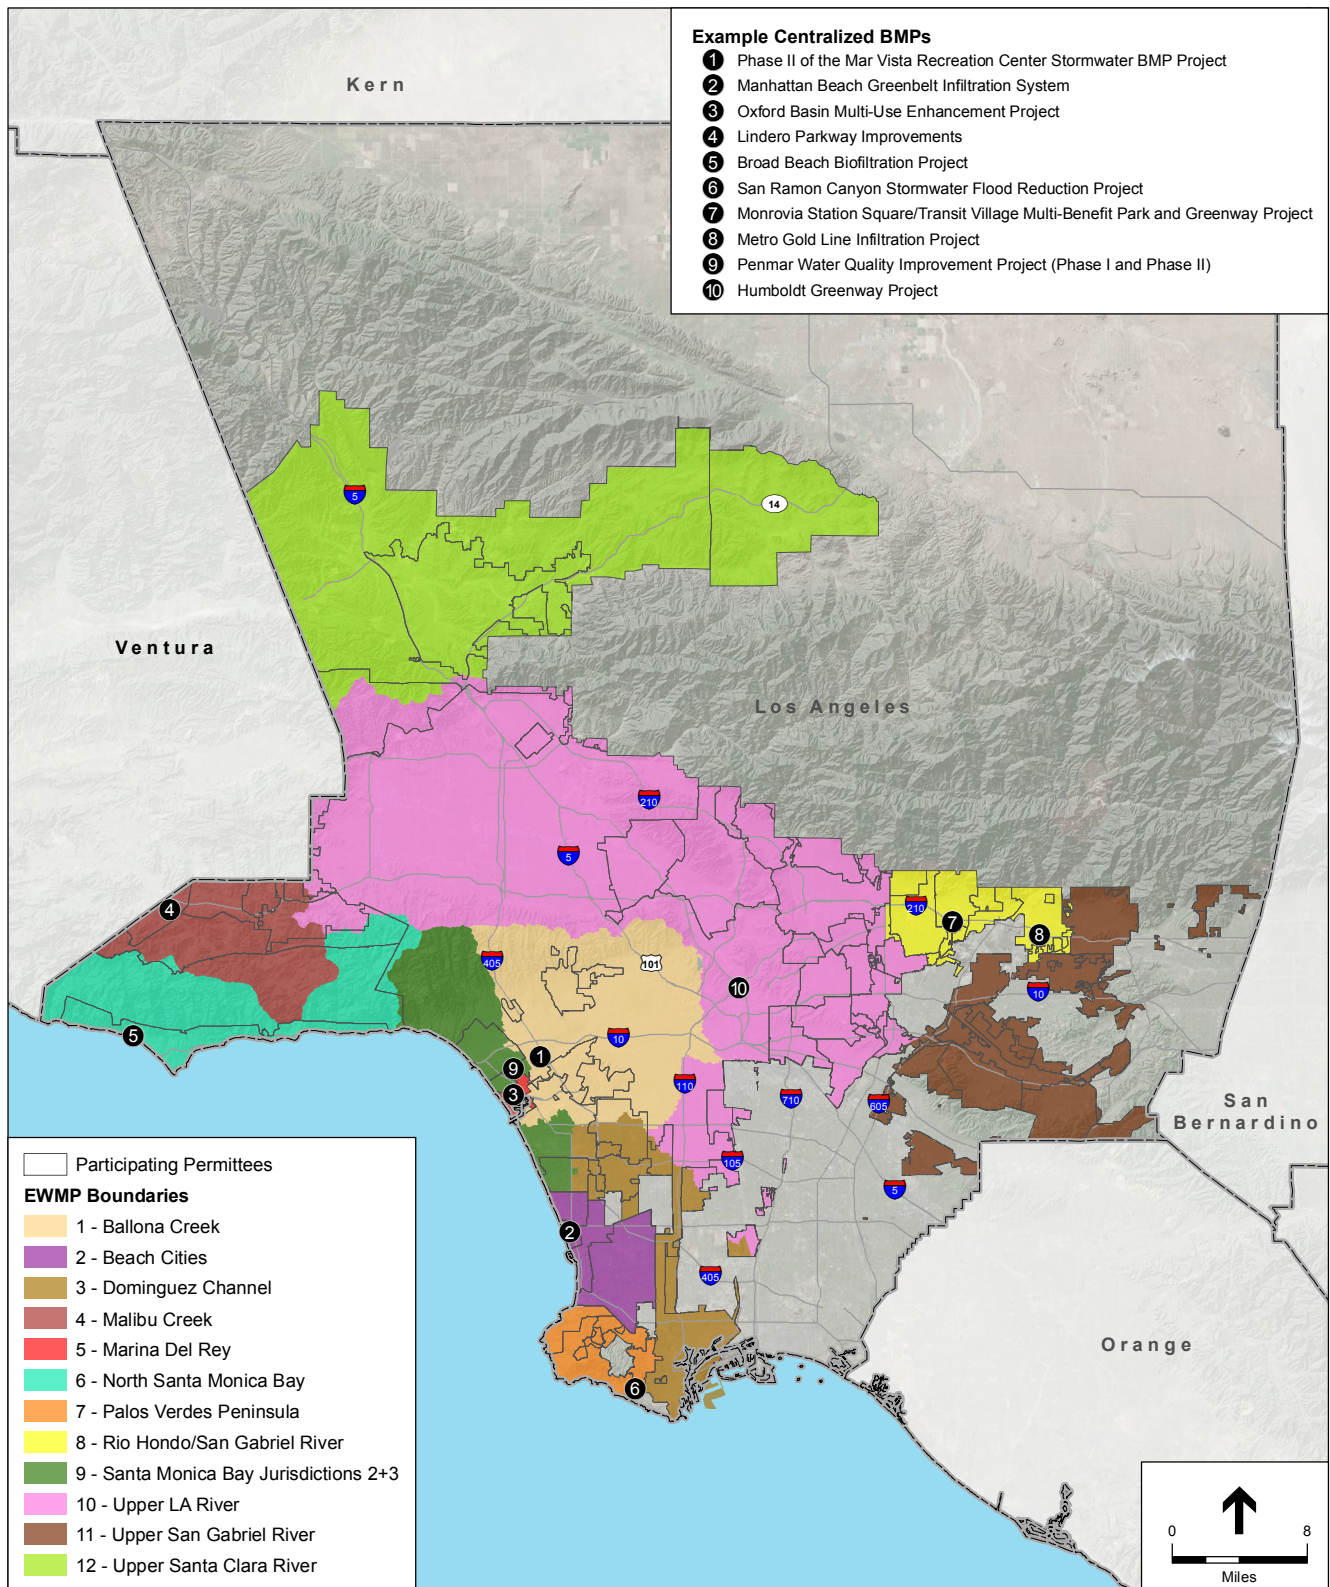 Example Centralized BMPs
1 Phase II of the Mar Vista Recreation Center Stormwater BMP Project
2 Manhattan Beach Greenbelt Infiltration System
3 Oxford Basin Multi-Use Enhancement Project
4 Lindero Parkway Improvements
5 Broad Beach Biofiltration Project
6 San Ramon Canyon Stormwater Flood Reduction Project
7 Monrovia Station Square/Transit Village Multi-Benefit Park and Greenway Project
8 Metro Gold Line Infiltration Project
9 Penmar Water Quality Improvement Project (Phase I and Phase II)
10 Humboldt Greenway Project
Kern
5
14
Ventura
Los Angeles
210
5
4
210
7
8
405
101
10
10
5
10
1
9
110
3
710
605
San
Bernardino
105
5
2
405
Orange
6
Participating Permittees
EWMP Boundaries
1 - Ballona Creek
2 - Beach Cities
3 - Dominguez Channel
4 - Malibu Creek
5 - Marina Del Rey
6 - North Santa Monica Bay
7 - Palos Verdes Peninsula
8 - Rio Hondo/San Gabriel River
9 - Santa Monica Bay Jurisdictions 2+3
10 - Upper LA River
11 - Upper San Gabriel River
12 - Upper Santa Clara River
0 8
Miles